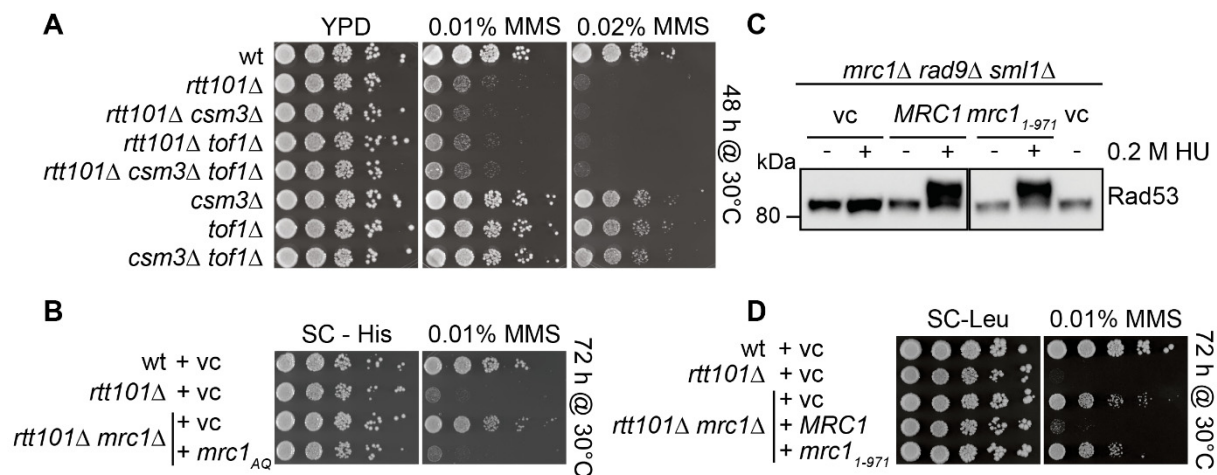 A
YPD 0.01% MMS 0.02% MMS
wt
rtt101Δ
rtt101Δ csm3Δ
rtt101Δ tof1Δ
rtt101Δ csm3Δ tof1Δ
csm3Δ
tof1Δ
csm3Δ tof1Δ
48 h @ 30°C
B
SC - His 0.01% MMS
wt + vc
rtt101Δ + vc
+ vc
rtt101Δ mrc1Δ
+ mrc1AQ
72 h @ 30°C
C
mrc1Δ rad9Δ sml1Δ
vc MRC1 mrc11-971 vc
kDa - + - + - + - 0.2 M HU
Rad53
80
D
SC-Leu 0.01% MMS
wt + vc
rtt101Δ + vc
+ vc
rtt101Δ mrc1Δ + MRC1
+ mrc11-971
72 h @ 30°C